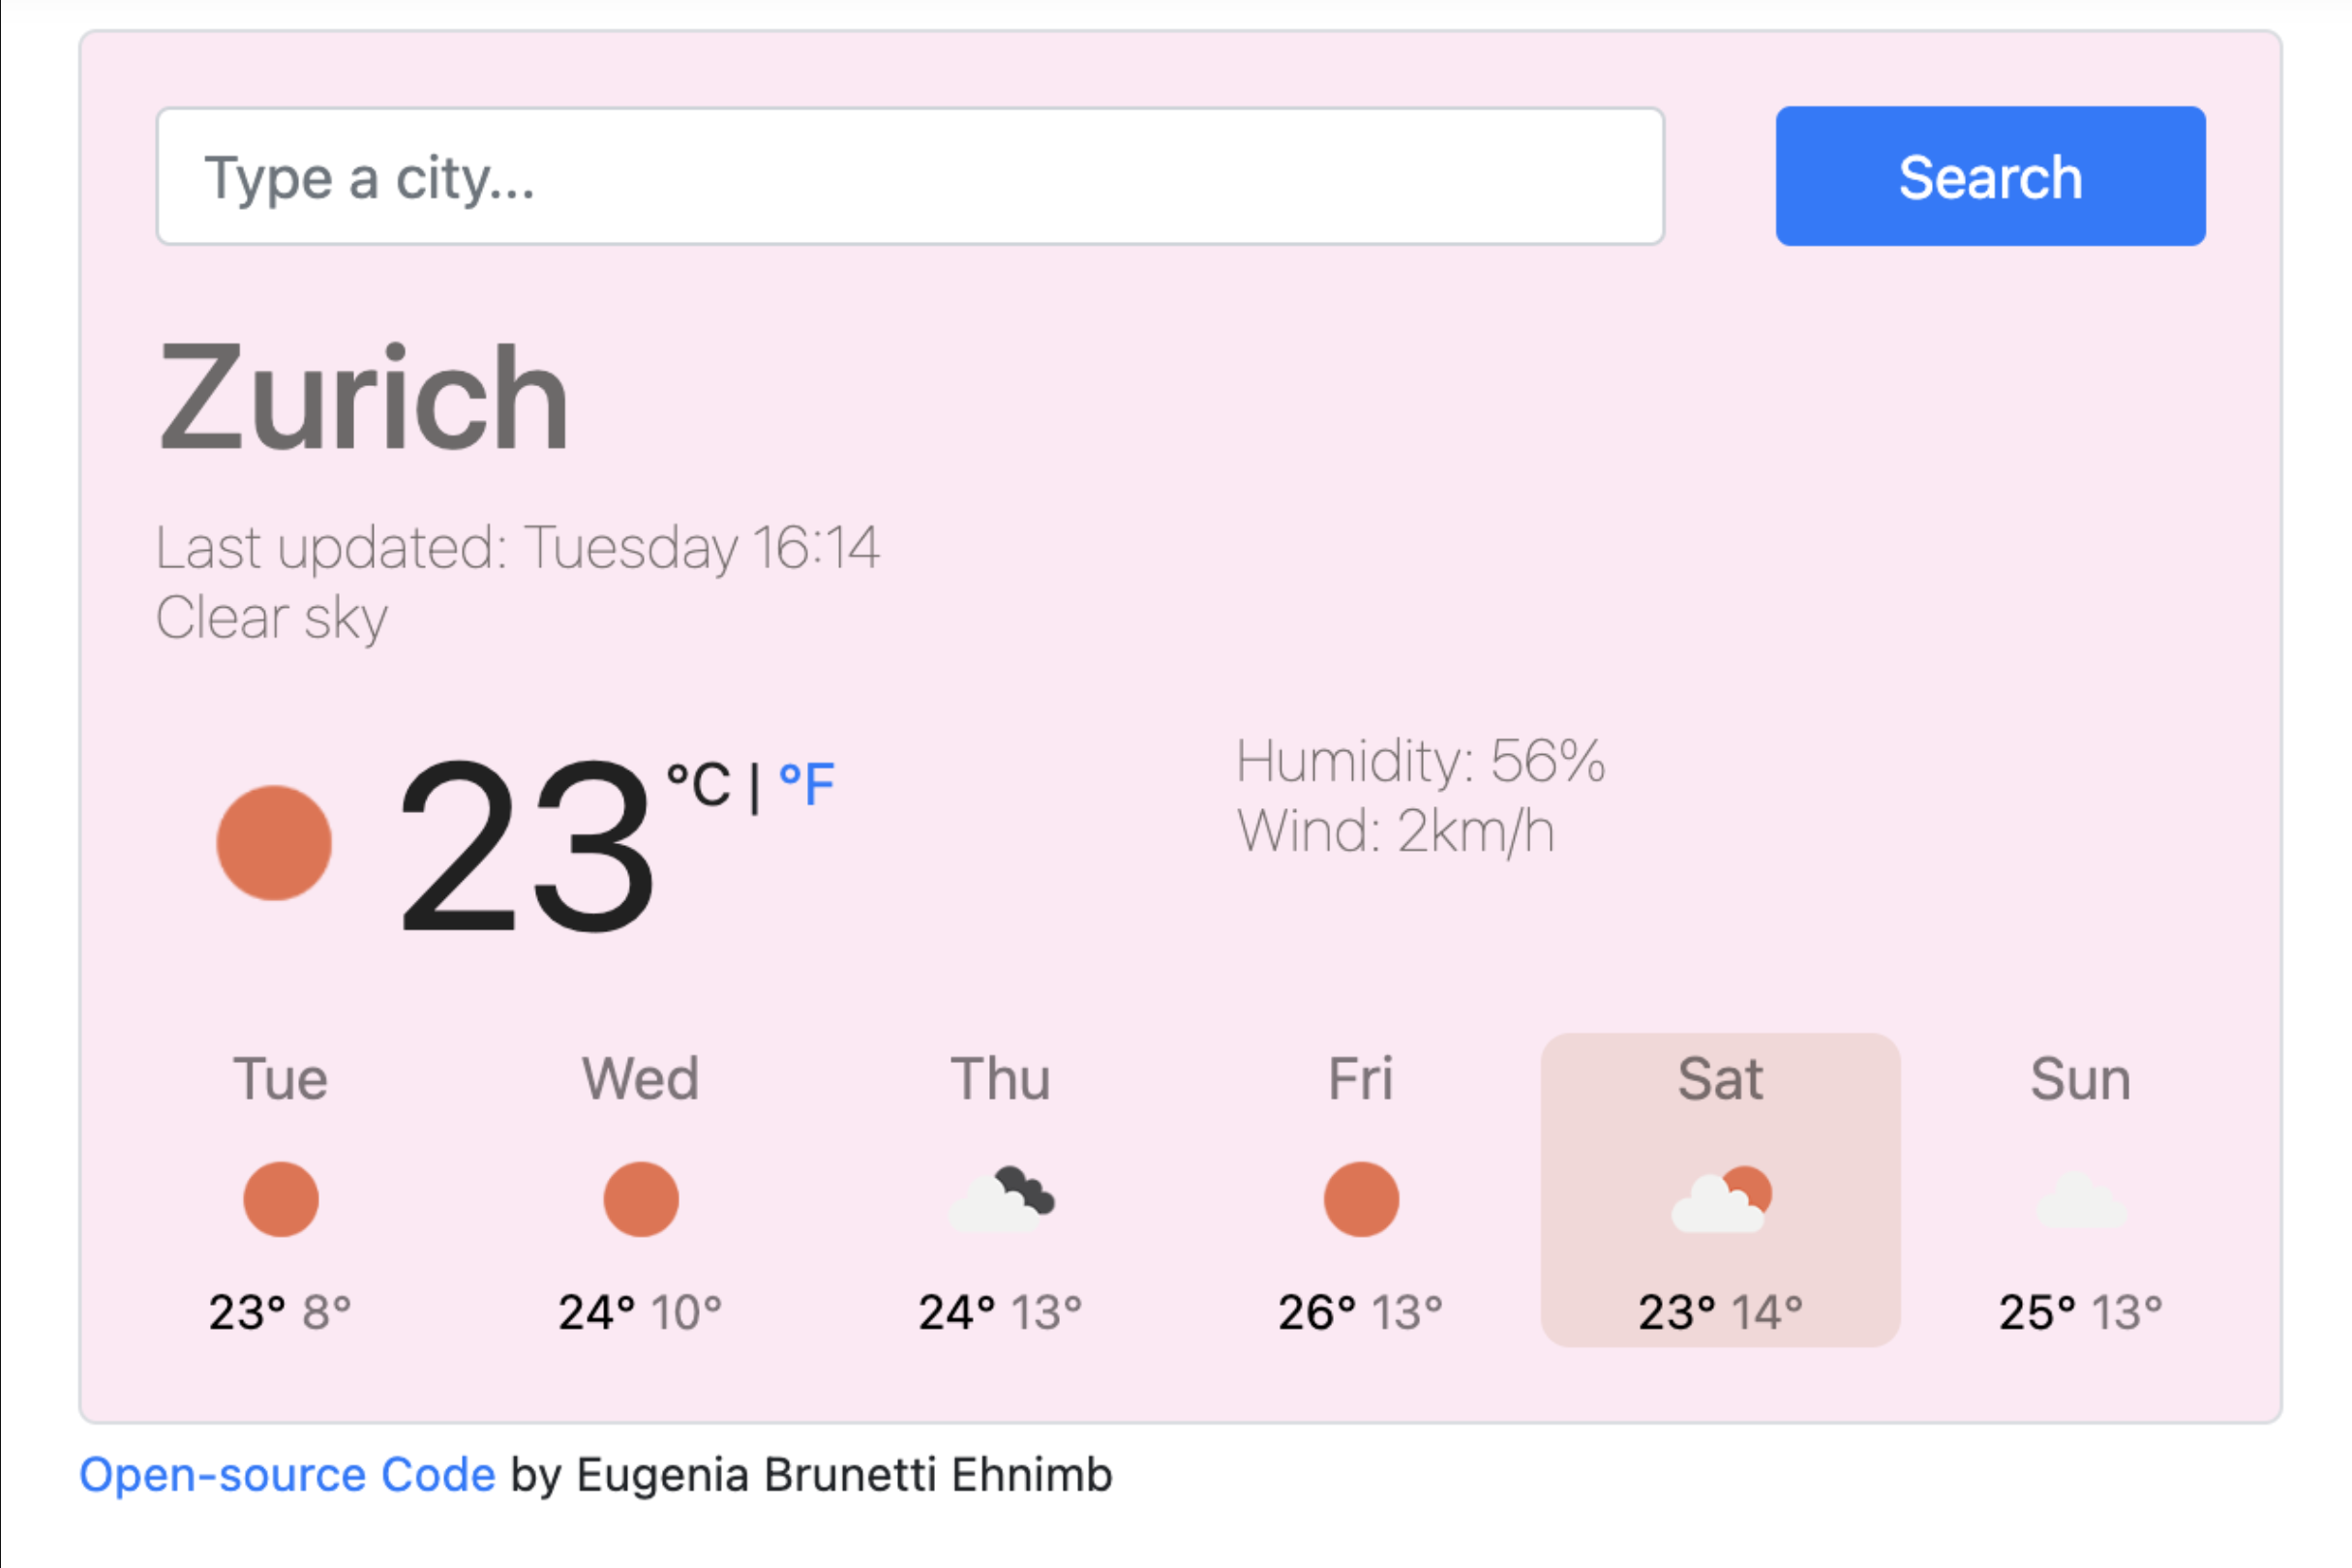 Type a city...
Search
Zurich
Last updated: Tuesday 16:14
Clear sky
23 °C | °F
Humidity: 56%
Wind: 2km/h
Tue Wed Thu Fri Sat Sun
23° 8° 24° 10° 24° 13° 26° 13° 23° 14° 25° 13°
Open-source Code by Eugenia Brunetti Ehnimb